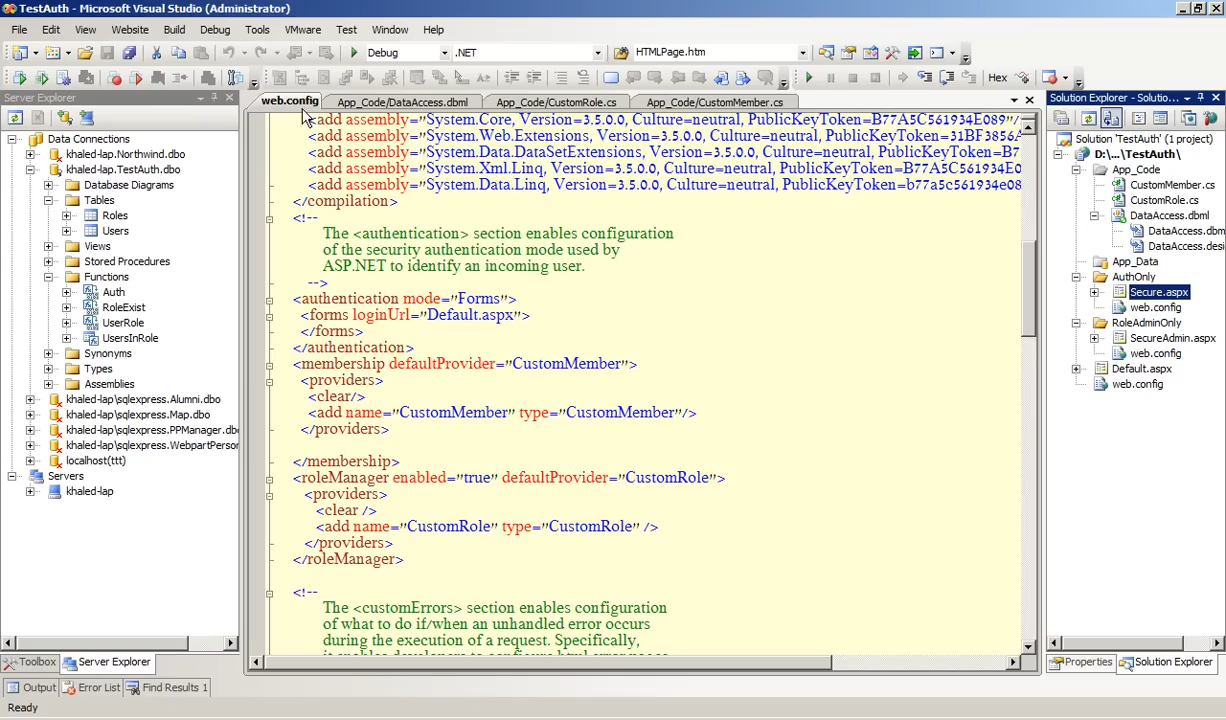 TestAuth - Microsoft Visual Studio (Administrator)
File Edit View Website Build Debug Tools VMware Test Window Help
Debug .NET HTMLPage.htm
Hex
Server Explorer
Data Connections
khaled-lap.Northwind.dbo
khaled-lap.TestAuth.dbo
Database Diagrams
Tables
Roles
Users
Views
Stored Procedures
Functions
Auth
RoleExist
UserRole
UsersInRole
Synonyms
Types
Assemblies
khaled-lap\sqlexpress.Alumni.dbo
khaled-lap\sqlexpress.Map.dbo
khaled-lap\sqlexpress.PPManager.dbo
khaled-lap\sqlexpress.WebpartPerson
localhost(ttt)
Servers
khaled-lap
Toolbox Server Explorer
web.config App_Code/DataAccess.dbml App_Code/CustomRole.cs App_Code/CustomMember.cs
<add assembly="System.Core, Version=3.5.0.0, Culture=neutral, PublicKeyToken=B77A5C561934E089"/
<add assembly="System.Web.Extensions, Version=3.5.0.0, Culture=neutral, PublicKeyToken=31BF3856A
<add assembly="System.Data.DataSetExtensions, Version=3.5.0.0, Culture=neutral, PublicKeyToken=B7
<add assembly="System.Xml.Linq, Version=3.5.0.0, Culture=neutral, PublicKeyToken=B77A5C561934E0
<add assembly="System.Data.Linq, Version=3.5.0.0, Culture=neutral, PublicKeyToken=b77a5c561934e08
</compilation>
<!--
The <authentication> section enables configuration
of the security authentication mode used by
ASP.NET to identify an incoming user.
-->
<authentication mode="Forms">
<forms loginUrl="Default.aspx">
</forms>
</authentication>
<membership defaultProvider="CustomMember">
<providers>
<clear/>
<add name="CustomMember" type="CustomMember"/>
</providers>
</membership>
<roleManager enabled="true" defaultProvider="CustomRole">
<providers>
<clear />
<add name="CustomRole" type="CustomRole" />
</providers>
</roleManager>
<!--
The <customErrors> section enables configuration
of what to do if/when an unhandled error occurs
during the execution of a request. Specifically,
Solution Explorer - Solutio...
Solution 'TestAuth' (1 project)
D:\...\TestAuth\
App_Code
CustomMember.cs
CustomRole.cs
DataAccess.dbml
DataAccess.dbm
DataAccess.desi
App_Data
AuthOnly
Secure.aspx
web.config
RoleAdminOnly
SecureAdmin.aspx
web.config
Default.aspx
web.config
Properties Solution Explorer
Output Error List Find Results 1
Ready